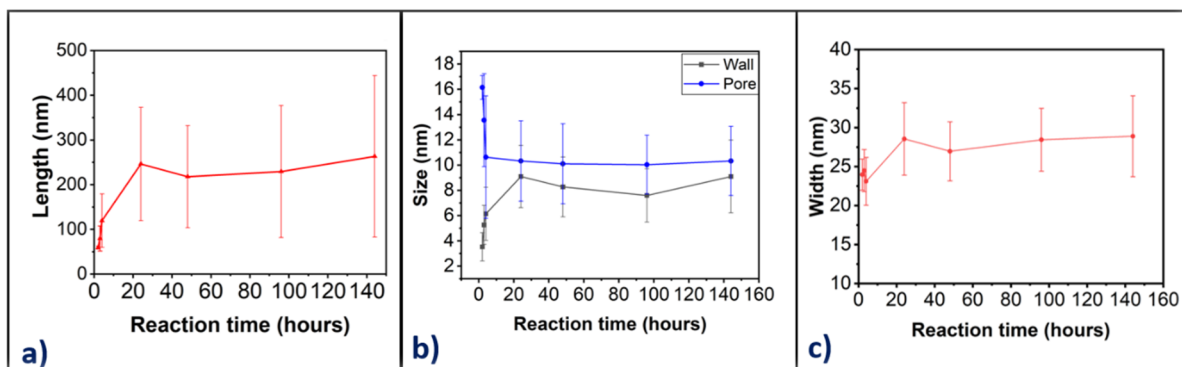 500
400
300
200
100
0
Length (nm)
0 20 40 60 80 100 120 140
Reaction time (hours)
a)
18
16
14
12
10
8
6
4
2
Size (nm)
Wall
Pore
0 20 40 60 80 100 120 140 160
Reaction time (hours)
b)
40
35
30
25
20
15
10
Width (nm)
0 20 40 60 80 100 120 140 160
Reaction time (hours)
c)